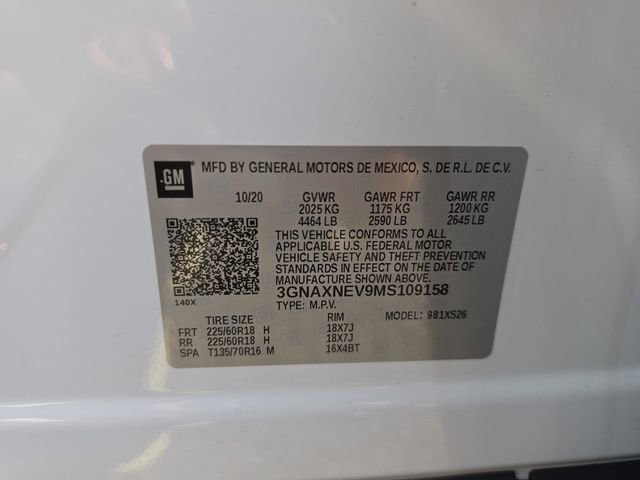 GM
MFD BY GENERAL MOTORS DE MEXICO, S. DE R.L. DE C.V.
10/20 GVWR GAWR FRT GAWR RR
2025 KG 1175 KG 1200 KG
4464 LB 2590 LB 2645 LB
THIS VEHICLE CONFORMS TO ALL
APPLICABLE U.S. FEDERAL MOTOR
VEHICLE SAFETY AND THEFT PREVENTION
STANDARDS IN EFFECT ON THE DATE OF
MANUFACTURE SHOWN ABOVE.
3GNAXNEV9MS109158
140X
TYPE: M.P.V.
TIRE SIZE RIM MODEL: 981XS26
FRT 225/60R18 H 18X7J
RR 225/60R18 H 18X7J
SPA T135/70R16 M 16X4BT